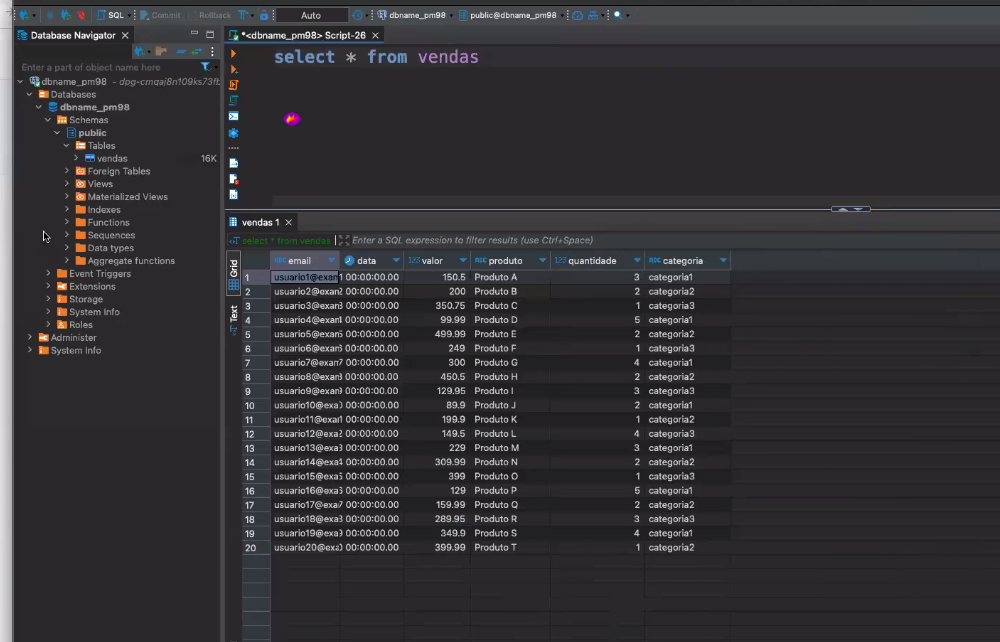 SQL Commit Rollback Auto dbname_pm98 public@dbname_pm98
Database Navigator
Enter a part of object name here
dbname_pm98
Databases
dbname_pm98
Schemas
public
Tables
vendas 16K
Foreign Tables
Views
Materialized Views
Indexes
Functions
Sequences
Data types
Aggregate functions
Event Triggers
Extensions
Storage
System Info
Roles
Administer
System Info
*<dbname_pm98> Script-26
select * from vendas
vendas 1
select * from vendas Enter a SQL expression to filter results (use Ctrl+Space)
Grid
Text
email data valor produto quantidade categoria
1 usuario1@exam 00:00:00.00 150.5 Produto A 3 categoria1
2 usuario2@exam 00:00:00.00 200 Produto B 2 categoria2
3 usuario3@exam 00:00:00.00 350.75 Produto C 1 categoria3
4 usuario4@exam 00:00:00.00 99.99 Produto D 5 categoria1
5 usuario5@exam 00:00:00.00 499.99 Produto E 2 categoria2
6 usuario6@exam 00:00:00.00 249 Produto F 1 categoria3
7 usuario7@exam 00:00:00.00 300 Produto G 4 categoria1
8 usuario8@exam 00:00:00.00 450.5 Produto H 2 categoria2
9 usuario9@exam 00:00:00.00 129.95 Produto I 3 categoria3
10 usuario10@exa 00:00:00.00 89.9 Produto J 2 categoria1
11 usuario11@exa 00:00:00.00 199.9 Produto K 1 categoria2
12 usuario12@exa 00:00:00.00 149.5 Produto L 4 categoria3
13 usuario13@exa 00:00:00.00 229 Produto M 3 categoria1
14 usuario14@exa 00:00:00.00 309.99 Produto N 2 categoria2
15 usuario15@exa 00:00:00.00 399 Produto O 1 categoria3
16 usuario16@exa 00:00:00.00 129 Produto P 5 categoria1
17 usuario17@exa 00:00:00.00 159.99 Produto Q 2 categoria2
18 usuario18@exa 00:00:00.00 289.95 Produto R 3 categoria3
19 usuario19@exa 00:00:00.00 349.9 Produto S 4 categoria1
20 usuario20@exa 00:00:00.00 399.99 Produto T 1 categoria2